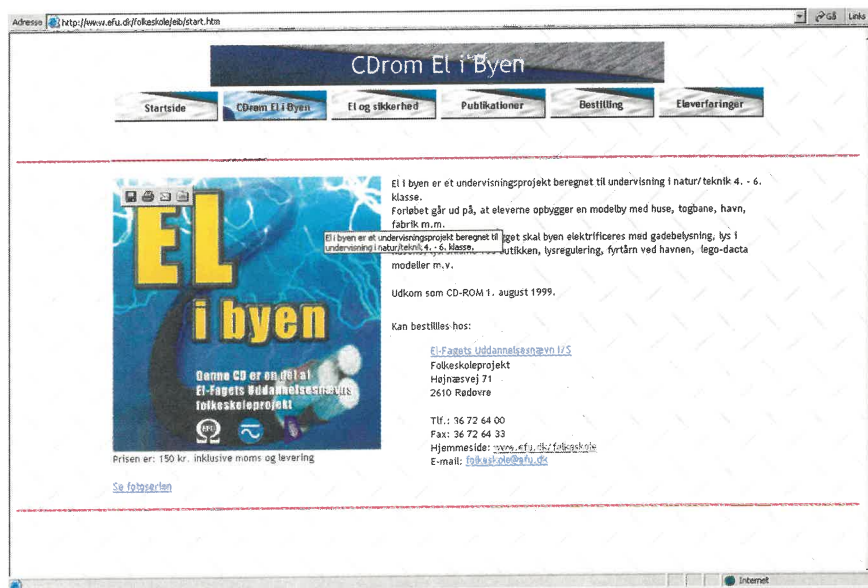 Adresse http://www.efu.dk/folkeskole/eib/start.htm Gå Links
CDrom El i Byen
Startside CDrom El i Byen El og sikkerhed Publikationer Bestilling Eleverfaringer
El i byen er et undervisningsprojekt beregnet til undervisning i natur/teknik 4. - 6.
klasse.
Forløbet går ud på, at eleverne opbygger en modelby med huse, togbane, havn,
fabrik m.m.
get skal byen elektrificeres med gadebelysning, lys i
butikken, lysregulering, fyrtårn ved havnen, lego-dacta
modeller m.v.
El i byen er et undervisningsprojekt beregnet til
undervisning i natur/teknik 4. - 6. klasse.
Udkom som CD-ROM 1. august 1999.
Kan bestilles hos:
El-Fagets Uddannelsesnævn I/S
Folkeskoleprojekt
Højnæsvej 71
2610 Rødovre
Tlf.: 36 72 64 00
Fax: 36 72 64 33
Hjemmeside: www.efu.dk/folkeskole
E-mail: folkeskole@efu.dk
EL
i byen
Denne CD er en del af
El-Fagets Uddannelsesnævns
folkeskoleprojekt
EFU
Prisen er: 150 kr. inklusive moms og levering
Se fotoserien
Internet